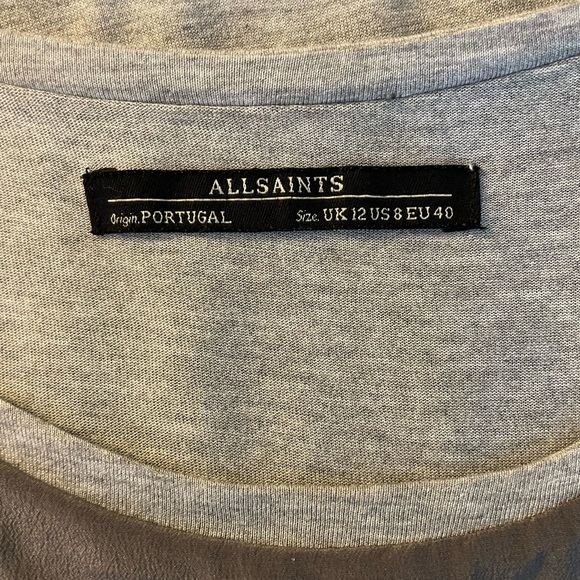 ALLSAINTS
Origin. PORTUGAL Size. UK 12 US 8 EU 40